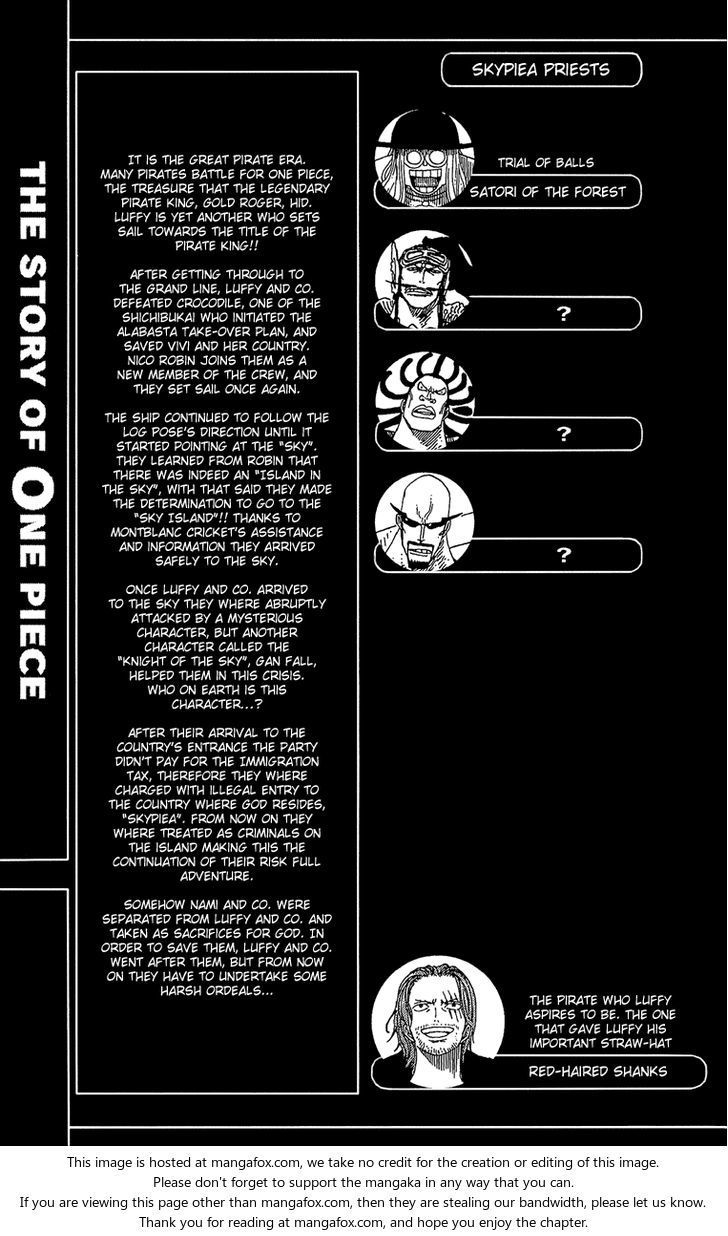 THE STORY OF ONE PIECE
IT IS THE GREAT PIRATE ERA.
MANY PIRATES BATTLE FOR ONE PIECE,
THE TREASURE THAT THE LEGENDARY
PIRATE KING, GOLD ROGER, HID.
LUFFY IS YET ANOTHER WHO SETS
SAIL TOWARDS THE TITLE OF THE
PIRATE KING!!
AFTER GETTING THROUGH TO
THE GRAND LINE, LUFFY AND CO.
DEFEATED CROCODILE, ONE OF THE
SHICHIBUKAI WHO INITIATED THE
ALABASTA TAKE-OVER PLAN, AND
SAVED VIVI AND HER COUNTRY.
NICO ROBIN JOINS THEM AS A
NEW MEMBER OF THE CREW, AND
THEY SET SAIL ONCE AGAIN.
THE SHIP CONTINUED TO FOLLOW THE
LOG POSE'S DIRECTION UNTIL IT
STARTED POINTING AT THE "SKY".
THEY LEARNED FROM ROBIN THAT
THERE WAS INDEED AN "ISLAND IN
THE SKY", WITH THAT SAID THEY MADE
THE DETERMINATION TO GO TO THE
"SKY ISLAND"!! THANKS TO
MONTBLANC CRICKET'S ASSISTANCE
AND INFORMATION THEY ARRIVED
SAFELY TO THE SKY.
ONCE LUFFY AND CO. ARRIVED
TO THE SKY THEY WHERE ABRUPTLY
ATTACKED BY A MYSTERIOUS
CHARACTER, BUT ANOTHER
CHARACTER CALLED THE
"KNIGHT OF THE SKY", GAN FALL,
HELPED THEM IN THIS CRISIS.
WHO ON EARTH IS THIS
CHARACTER...?
AFTER THEIR ARRIVAL TO THE
COUNTRY'S ENTRANCE THE PARTY
DIDN'T PAY FOR THE IMMIGRATION
TAX, THEREFORE THEY WHERE
CHARGED WITH ILLEGAL ENTRY TO
THE COUNTRY WHERE GOD RESIDES,
"SKYPIEA". FROM NOW ON THEY
WHERE TREATED AS CRIMINALS ON
THE ISLAND MAKING THIS THE
CONTINUATION OF THEIR RISK FULL
ADVENTURE.
SOMEHOW NAMI AND CO. WERE
SEPARATED FROM LUFFY AND CO. AND
TAKEN AS SACRIFICES FOR GOD. IN
ORDER TO SAVE THEM, LUFFY AND CO.
WENT AFTER THEM, BUT FROM NOW
ON THEY HAVE TO UNDERTAKE SOME
HARSH ORDEALS...
SKYPIEA PRIESTS
TRIAL OF BALLS
SATORI OF THE FOREST
?
?
?
THE PIRATE WHO LUFFY
ASPIRES TO BE. THE ONE
THAT GAVE LUFFY HIS
IMPORTANT STRAW-HAT
RED-HAIRED SHANKS
This image is hosted at mangafox.com, we take no credit for the creation or editing of this image.
Please don't forget to support the mangaka in any way that you can.
If you are viewing this page other than mangafox.com, then they are stealing our bandwidth, please let us know.
Thank you for reading at mangafox.com, and hope you enjoy the chapter.